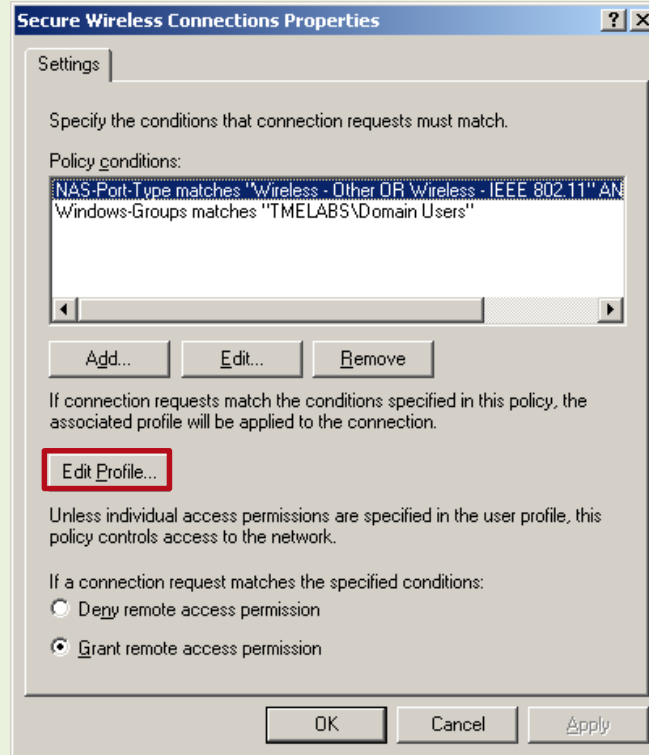 Secure Wireless Connections Properties
Settings
Specify the conditions that connection requests must match.
Policy conditions:
NAS-Port-Type matches "Wireless - Other OR Wireless - IEEE 802.11" AN
Windows-Groups matches "TMELABS\Domain Users"
Add... Edit... Remove
If connection requests match the conditions specified in this policy, the
associated profile will be applied to the connection.
Edit Profile...
Unless individual access permissions are specified in the user profile, this
policy controls access to the network.
If a connection request matches the specified conditions:
Deny remote access permission
Grant remote access permission
OK Cancel Apply